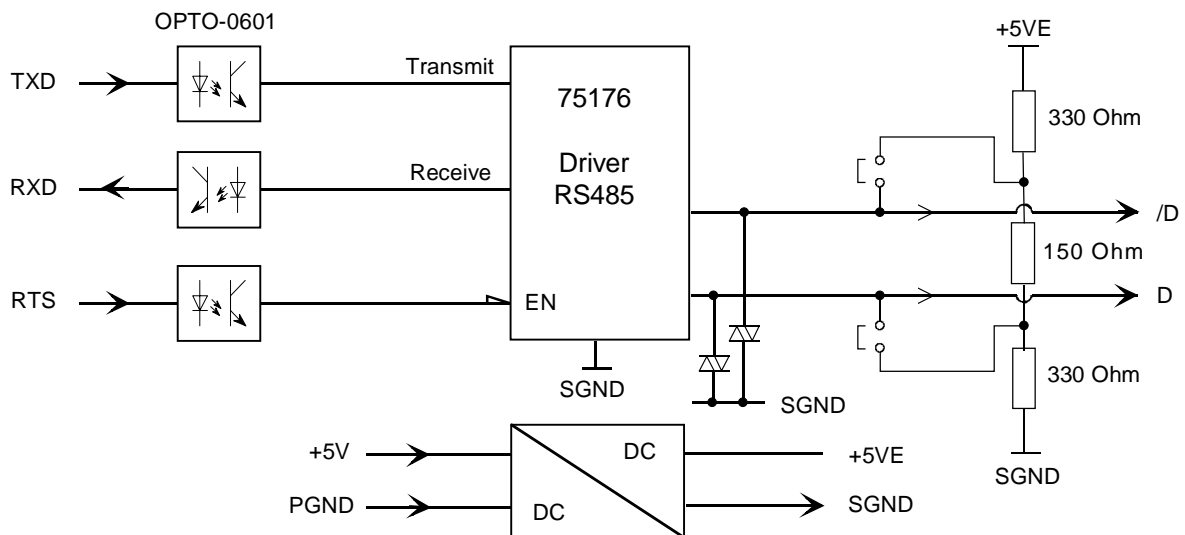 OPTO-0601
+5VE
TXD
Transmit
75176
330 Ohm
Driver
RS485
RXD
Receive
/D
150 Ohm
RTS
EN
D
SGND
SGND
330 Ohm
SGND
+5V
DC
+5VE
PGND
DC
SGND